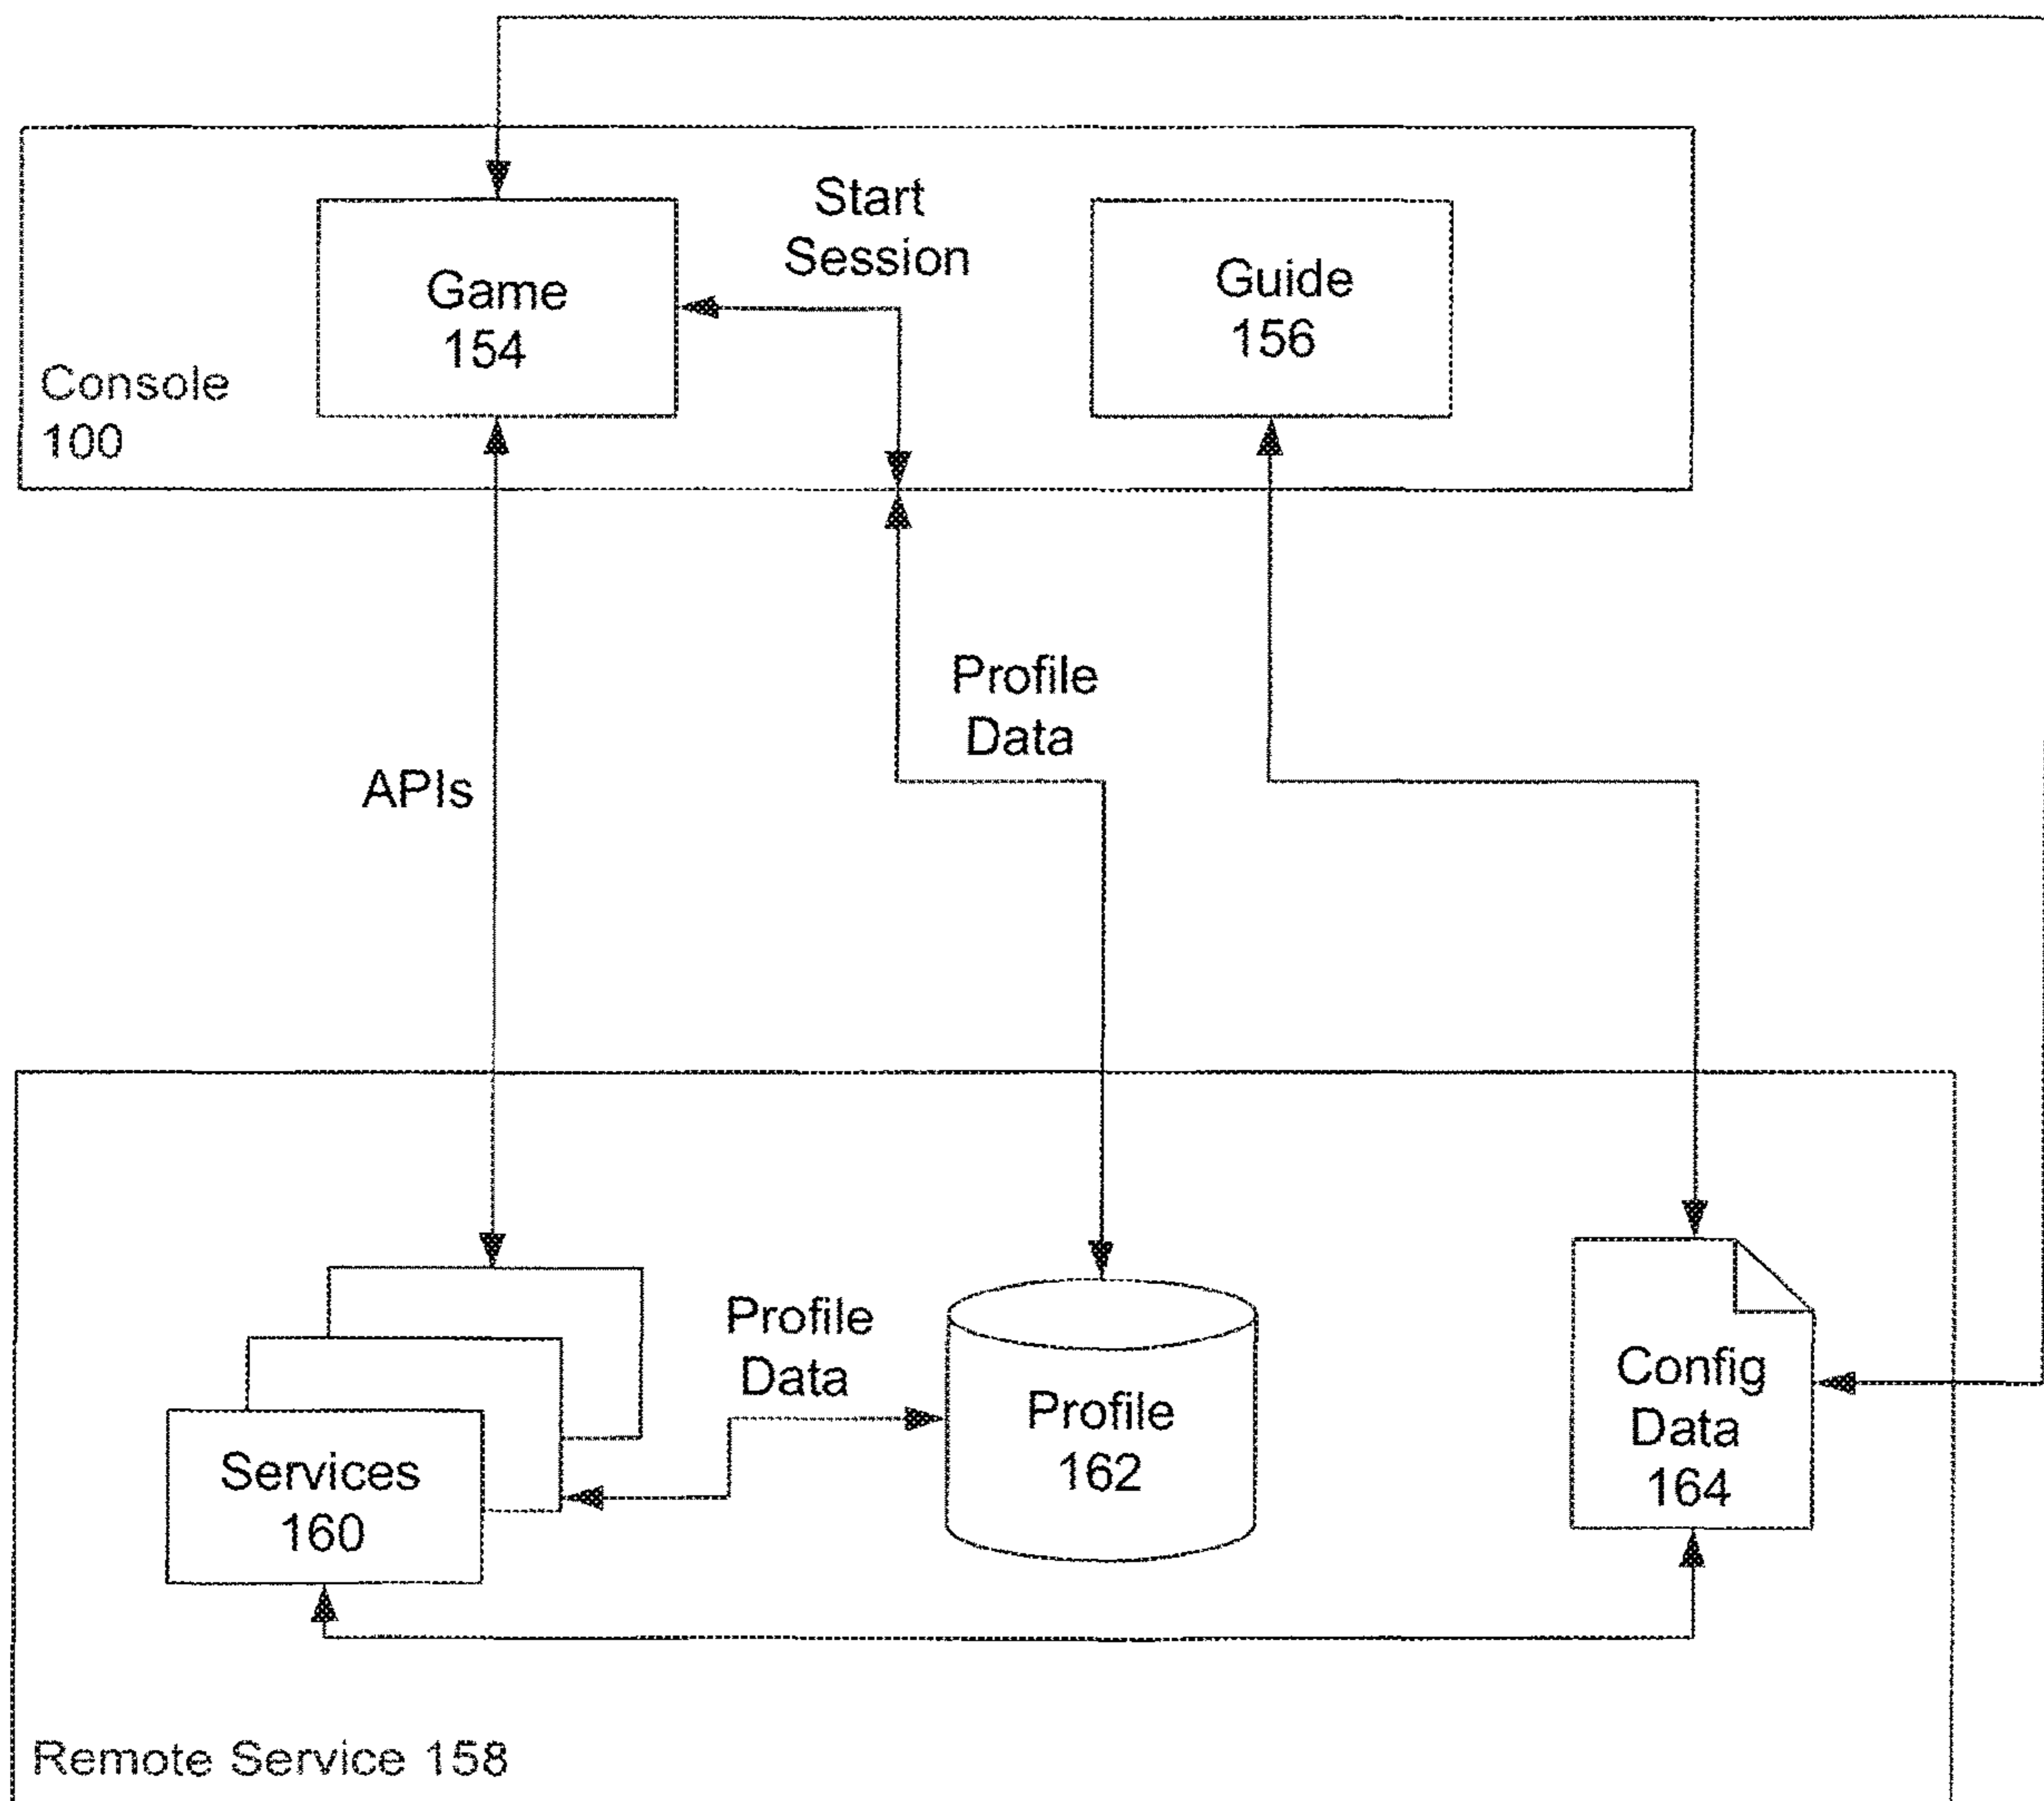 Start
Session
Game
154
Guide
156
Console
100
Profile
Data
APIs
Profile
Data
Services
160
Profile
162
Config
Data
164
Remote Service 158